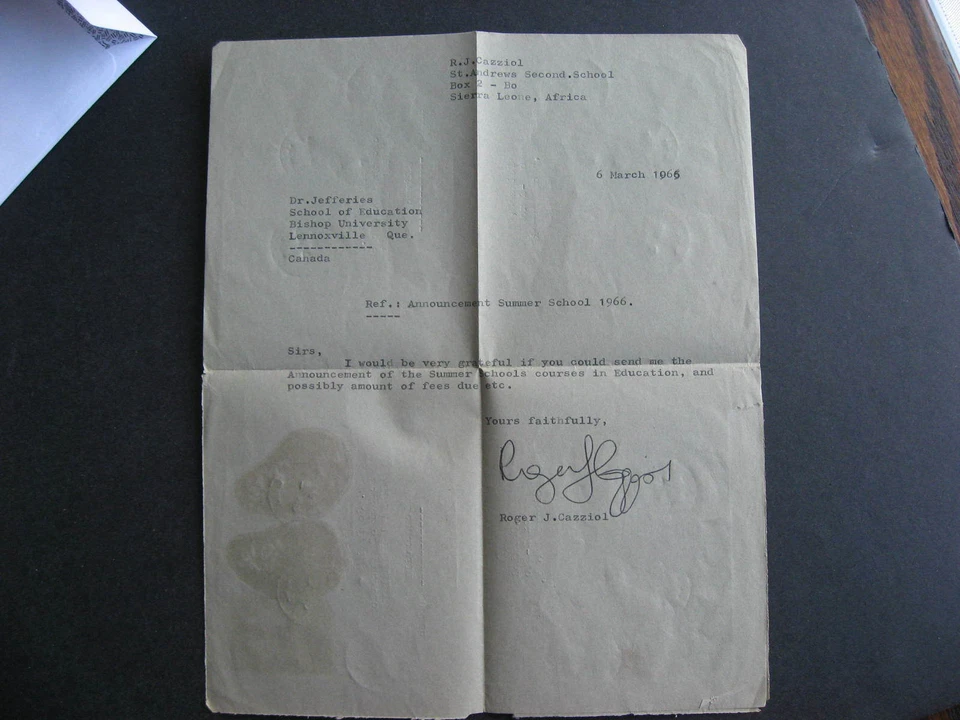 R.J.Cazziol
St.Andrews Second.School
Box 2 - Bo
Sierra Leone, Africa
6 March 1966
Dr.Jefferies
School of Education
Bishop University
Lennoxville Que.
------------
Canada
Ref.: Announcement Summer School 1966.
-----
Sirs,
I would be very grateful if you could send me the
Announcement of the Summer Schools courses in Education, and
possibly amount of fees due etc.
Yours faithfully,
Roger J Cazziol
Roger J.Cazziol